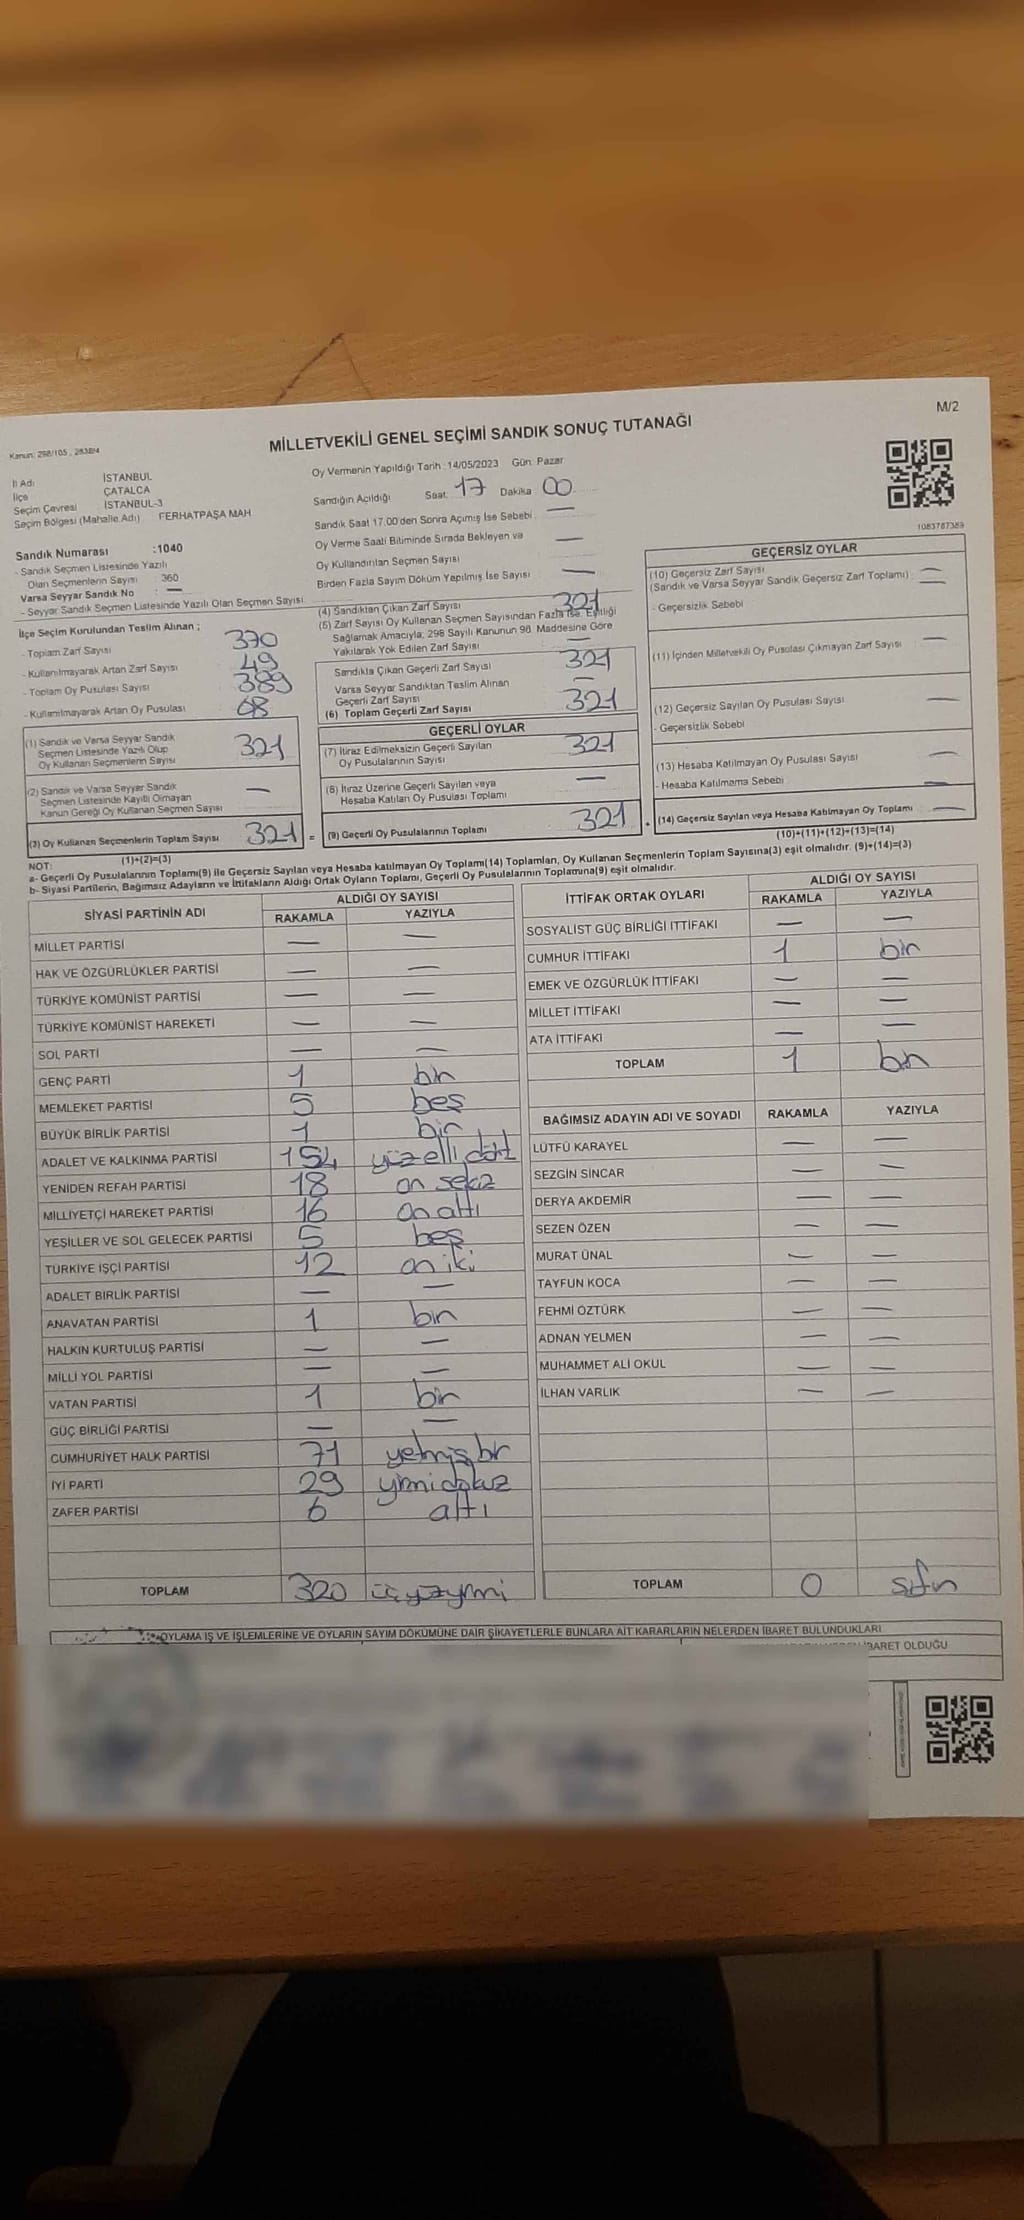 M/2
Kanun: 298/105 , 2839/4
MİLLETVEKİLİ GENEL SEÇİMİ SANDIK SONUÇ TUTANAĞI
İl Adı İSTANBUL
İlçe ÇATALCA
Seçim Çevresi : İSTANBUL-3
Seçim Bölgesi (Mahalle Adı) FERHATPAŞA MAH
Oy Vermenin Yapıldığı Tarih : 14/05/2023 Gün: Pazar
Sandığın Açıldığı Saat 17 Dakika 00
Sandık Saat 17.00'den Sonra Açımış İse Sebebi —
Oy Verme Saati Bitiminde Sırada Bekleyen ve
Oy Kullandırılan Seçmen Sayısı —
Birden Fazla Sayım Döküm Yapılmış İse Sayısı —
1083787389
Sandık Numarası :1040
- Sandık Seçmen Listesinde Yazılı
Olan Seçmenlerin Sayısı : 360
Varsa Seyyar Sandık No : —
- Seyyar Sandık Seçmen Listesinde Yazılı Olan Seçmen Sayısı
İlçe Seçim Kurulundan Teslim Alınan ;
- Toplam Zarf Sayısı 370
- Kullanılmayarak Artan Zarf Sayısı 49
- Toplam Oy Pusulası Sayısı 389
- Kullanılmayarak Artan Oy Pusulası 68
(1) Sandık ve Varsa Seyyar Sandık
Seçmen Listesinde Yazılı Olup
Oy Kullanan Seçmenlerin Sayısı 321
(2) Sandık ve Varsa Seyyar Sandık
Seçmen Listesinde Kayıtlı Olmayan
Kanun Gereği Oy Kullanan Seçmen Sayısı —
(3) Oy Kullanan Seçmenlerin Toplam Sayısı 321 =
(1)+(2)=(3)
(4) Sandıktan Çıkan Zarf Sayısı 321
(5) Zarf Sayısı Oy Kullanan Seçmen Sayısından Fazla İse, Eşitliği
Sağlamak Amacıyla, 298 Sayılı Kanunun 98. Maddesine Göre
Yakılarak Yok Edilen Zarf Sayısı —
Sandıkla Çıkan Geçerli Zarf Sayısı 321
Varsa Seyyar Sandıktan Teslim Alınan
Geçerli Zarf Sayısı —
(6) Toplam Geçerli Zarf Sayısı 321
GEÇERLİ OYLAR
(7) İtiraz Edilmeksizin Geçerli Sayılan
Oy Pusulalarının Sayısı 321
(8) İtiraz Üzerine Geçerli Sayılan veya
Hesaba Katılan Oy Pusulası Toplamı —
(9) Geçerli Oy Pusulalarının Toplamı 321 +
GEÇERSİZ OYLAR
(10) Geçersiz Zarf Sayısı —
(Sandık ve Varsa Seyyar Sandık Geçersiz Zarf Toplamı) : —
- Geçersizlik Sebebi
(11) İçinden Milletvekili Oy Pusulası Çıkmayan Zarf Sayısı —
(12) Geçersiz Sayılan Oy Pusulası Sayısı —
- Geçersizlik Sebebi
(13) Hesaba Katılmayan Oy Pusulası Sayısı —
- Hesaba Katılmama Sebebi —
(14) Geçersiz Sayılan veya Hesaba Katılmayan Oy Toplamı —
(10)+(11)+(12)+(13)=(14)
NOT:
a- Geçerli Oy Pusulalarının Toplamı(9) ile Geçersiz Sayılan veya Hesaba katılmayan Oy Toplamı(14) Toplamları, Oy Kullanan Seçmenlerin Toplam Sayısına(3) eşit olmalıdır. (9)+(14)=(3)
b- Siyasi Partilerin, Bağımsız Adayların ve İttifakların Aldığı Ortak Oyların Toplamı, Geçerli Oy Pusulalarının Toplamına(9) eşit olmalıdır.
SİYASİ PARTİNİN ADI ALDIĞI OY SAYISI
RAKAMLA YAZIYLA
MİLLET PARTİSİ — —
HAK VE ÖZGÜRLÜKLER PARTİSİ — —
TÜRKİYE KOMÜNİST PARTİSİ — —
TÜRKİYE KOMÜNİST HAREKETİ — —
SOL PARTİ — —
GENÇ PARTİ 1 bir
MEMLEKET PARTİSİ 5 beş
BÜYÜK BİRLİK PARTİSİ 1 bir
ADALET VE KALKINMA PARTİSİ 154 yüz elli dört
YENİDEN REFAH PARTİSİ 18 on sekiz
MİLLİYETÇİ HAREKET PARTİSİ 16 on altı
YEŞİLLER VE SOL GELECEK PARTİSİ 5 beş
TÜRKİYE İŞÇİ PARTİSİ 12 on iki
ADALET BİRLİK PARTİSİ — —
ANAVATAN PARTİSİ 1 bir
HALKIN KURTULUŞ PARTİSİ — —
MİLLİ YOL PARTİSİ — —
VATAN PARTİSİ 1 bir
GÜÇ BİRLİĞİ PARTİSİ — —
CUMHURİYET HALK PARTİSİ 71 yetmiş bir
İYİ PARTİ 29 yirmi dokuz
ZAFER PARTİSİ 6 altı
TOPLAM 320 üçyüzyirmi
İTTİFAK ORTAK OYLARI ALDIĞI OY SAYISI
RAKAMLA YAZIYLA
SOSYALİST GÜÇ BİRLİĞİ İTTİFAKI — —
CUMHUR İTTİFAKI 1 bir
EMEK VE ÖZGÜRLÜK İTTİFAKI — —
MİLLET İTTİFAKI — —
ATA İTTİFAKI — —
TOPLAM 1 bir
BAĞIMSIZ ADAYIN ADI VE SOYADI RAKAMLA YAZIYLA
LÜTFÜ KARAYEL — —
SEZGİN SİNCAR — —
DERYA AKDEMİR — —
SEZEN ÖZEN — —
MURAT ÜNAL — —
TAYFUN KOCA — —
FEHMİ ÖZTÜRK — —
ADNAN YELMEN — —
MUHAMMET ALİ OKUL — —
İLHAN VARLIK — —
TOPLAM 0 sıfır
OYLAMA İŞ VE İŞLEMLERİNE VE OYLARIN SAYIM DÖKÜMÜNE DAİR ŞİKAYETLERLE BUNLARA AİT KARARLARIN NELERDEN İBARET BULUNDUKLARI
İBARET OLDUĞU